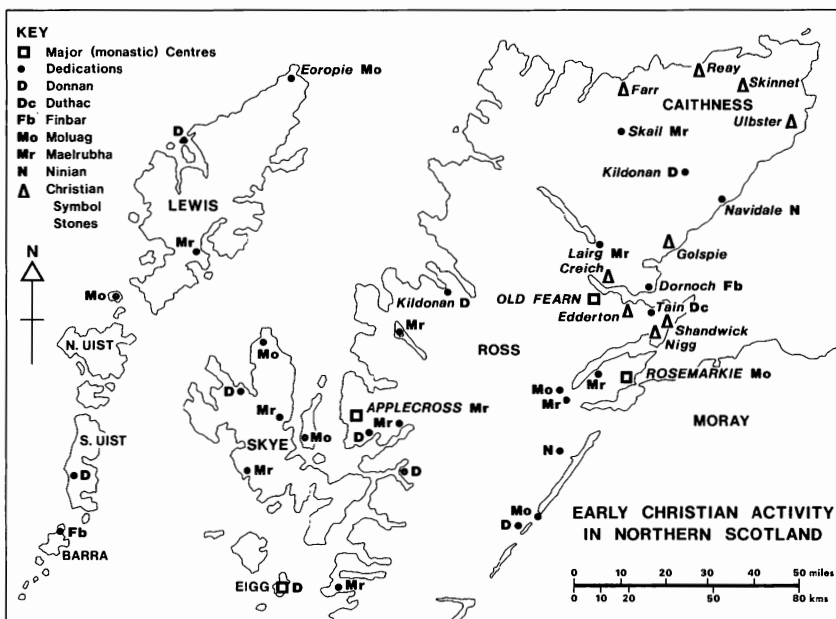 KEY
Major (monastic) Centres
Dedications
D Donnan
Dc Duthac
Fb Finbar
Mo Moluag
Mr Maelrubha
N Ninian
Christian
Symbol
Stones
N
Eoropie Mo
D
LEWIS
Mr
Mo
N. UIST
S. UIST
D
Fb
BARRA
Mo
D
Mr
SKYE
Mo
Mr
EIGG D
Mr
APPLECROSS Mr
Mr
D
D
Kildonan D
Mr
ROSS
Farr
Reay
Skinnet
CAITHNESS
Ulbster
Skail Mr
Kildonan D
Navidale N
Lairg Mr
Golspie
Creich
Dornoch Fb
OLD FEARN
Edderton
Tain Dc
Shandwick
Nigg
Mr
ROSEMARKIE Mo
Mo
Mr
MORAY
N
Mo
D
EARLY CHRISTIAN ACTIVITY
IN NORTHERN SCOTLAND
0 10 20 30 40 50 miles
0 10 20 50 80 kms